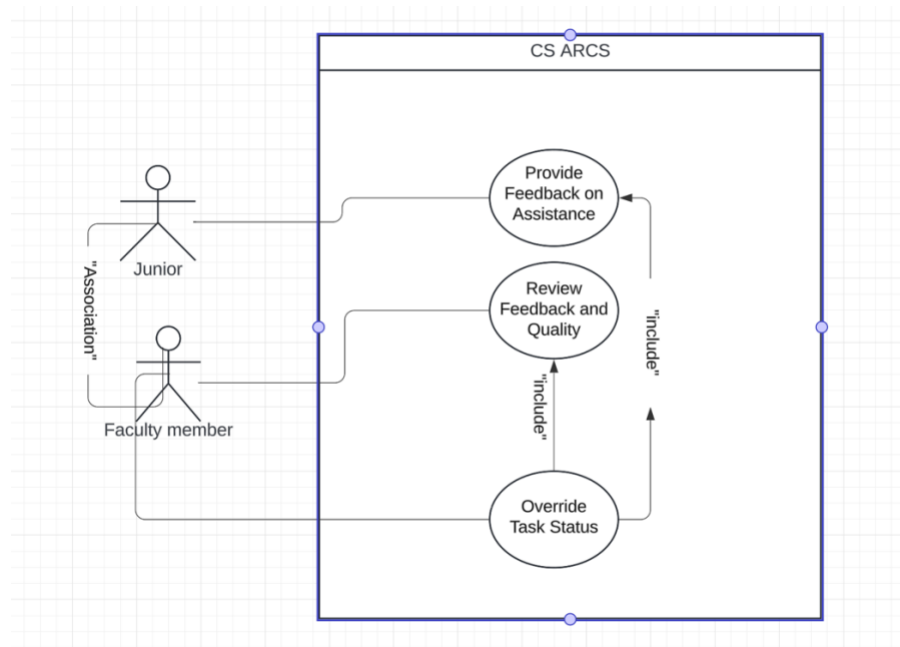 CS ARCS
Provide
Feedback on
Assistance
Junior
"Association"
Review
Feedback and
Quality
"include"
"include"
Faculty member
Override
Task Status